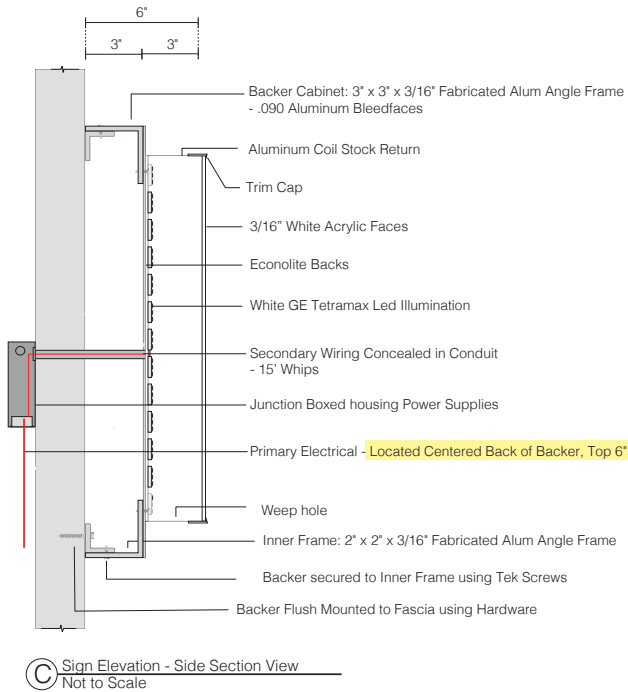 6"
3" 3"
Backer Cabinet: 3" x 3" x 3/16" Fabricated Alum Angle Frame
- .090 Aluminum Bleedfaces
Aluminum Coil Stock Return
Trim Cap
3/16" White Acrylic Faces
Econolite Backs
White GE Tetramax Led Illumination
Secondary Wiring Concealed in Conduit
- 15' Whips
Junction Boxed housing Power Supplies
Primary Electrical - Located Centered Back of Backer, Top 6"
Weep hole
Inner Frame: 2" x 2" x 3/16" Fabricated Alum Angle Frame
Backer secured to Inner Frame using Tek Screws
Backer Flush Mounted to Fascia using Hardware
C Sign Elevation - Side Section View
Not to Scale